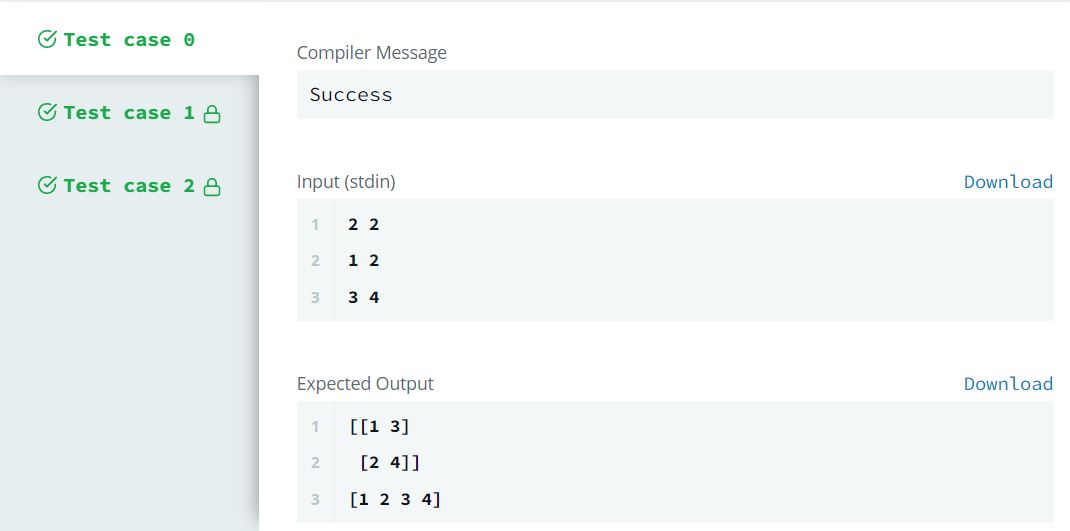 Test case 0
Test case 1
Test case 2
Compiler Message
Success
Input (stdin)
Download
1 2 2
2 1 2
3 3 4
Expected Output
Download
1 [[1 3]
2  [2 4]]
3 [1 2 3 4]